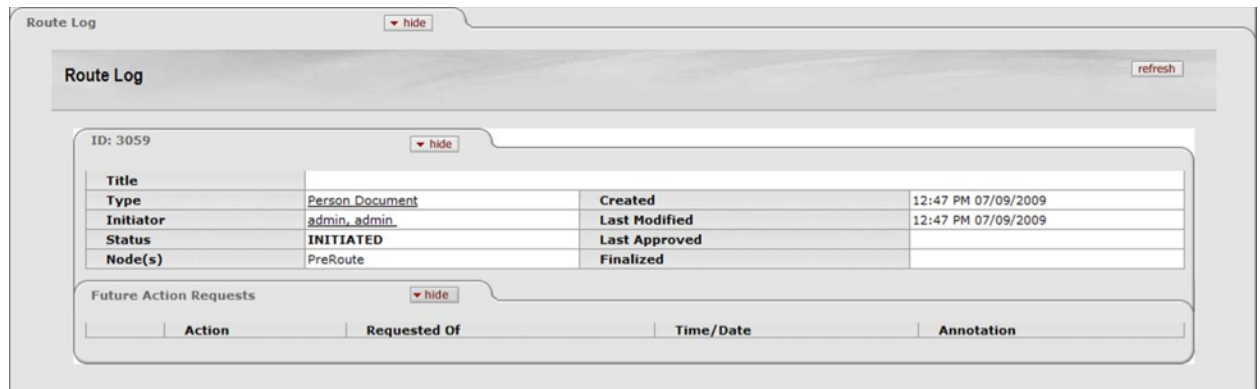 Route Log hide
Route Log refresh
ID: 3059 hide
Title
Type Person Document Created 12:47 PM 07/09/2009
Initiator admin, admin Last Modified 12:47 PM 07/09/2009
Status INITIATED Last Approved
Node(s) PreRoute Finalized
Future Action Requests hide
Action Requested Of Time/Date Annotation